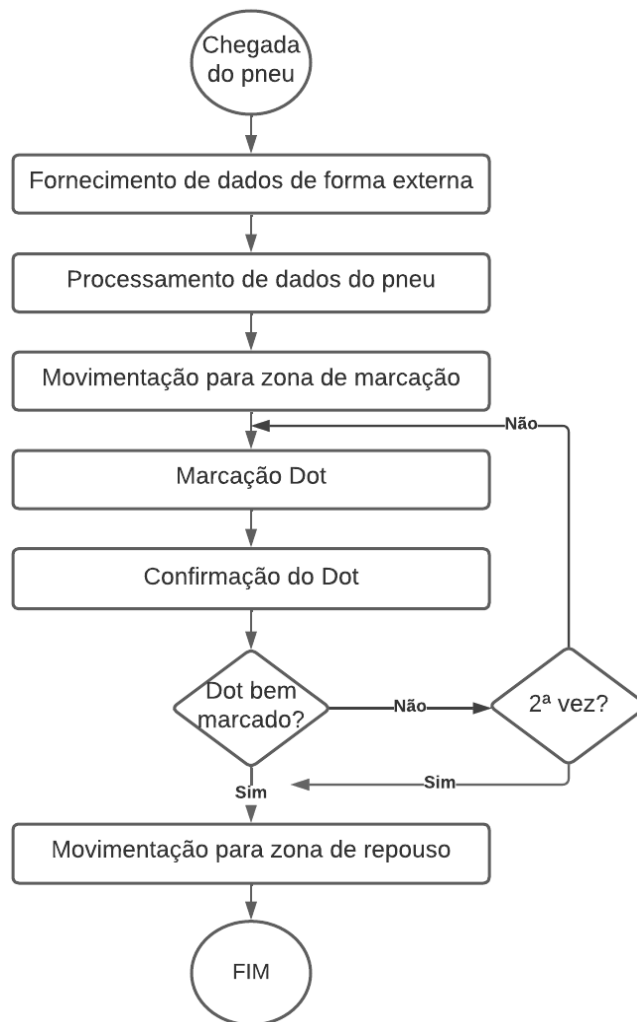 Chegada
do pneu
Fornecimento de dados de forma externa
Processamento de dados do pneu
Movimentação para zona de marcação
Não
Marcação Dot
Confirmação do Dot
Dot bem
marcado?
Não
2ª vez?
Sim
Sim
Movimentação para zona de repouso
FIM